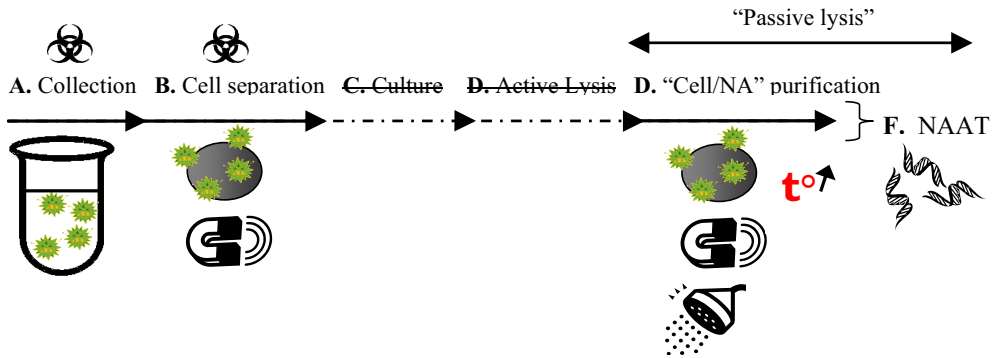 “Passive lysis”
A. Collection B. Cell separation C. Culture D. Active Lysis D. “Cell/NA” purification
F. NAAT
t°